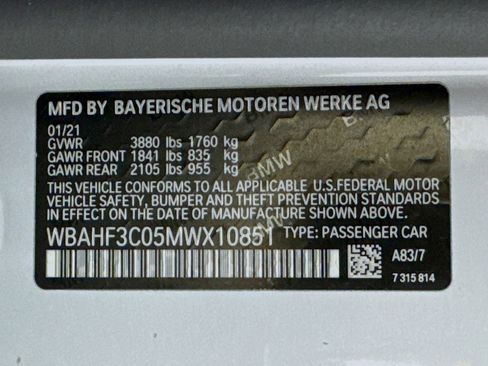 MFD BY BAYERISCHE MOTOREN WERKE AG
01/21
GVWR 3880 lbs 1760 kg
GAWR FRONT 1841 lbs 835 kg
GAWR REAR 2105 lbs 955 kg
THIS VEHICLE CONFORMS TO ALL APPLICABLE U.S.FEDERAL MOTOR
VEHICLE SAFETY, BUMPER AND THEFT PREVENTION STANDARDS
IN EFFECT ON THE DATE OF MANUFACTURE SHOWN ABOVE.
WBAHF3C05MWX10851 TYPE: PASSENGER CAR
A83/7
7 315 814
BMW
BMW
BMW